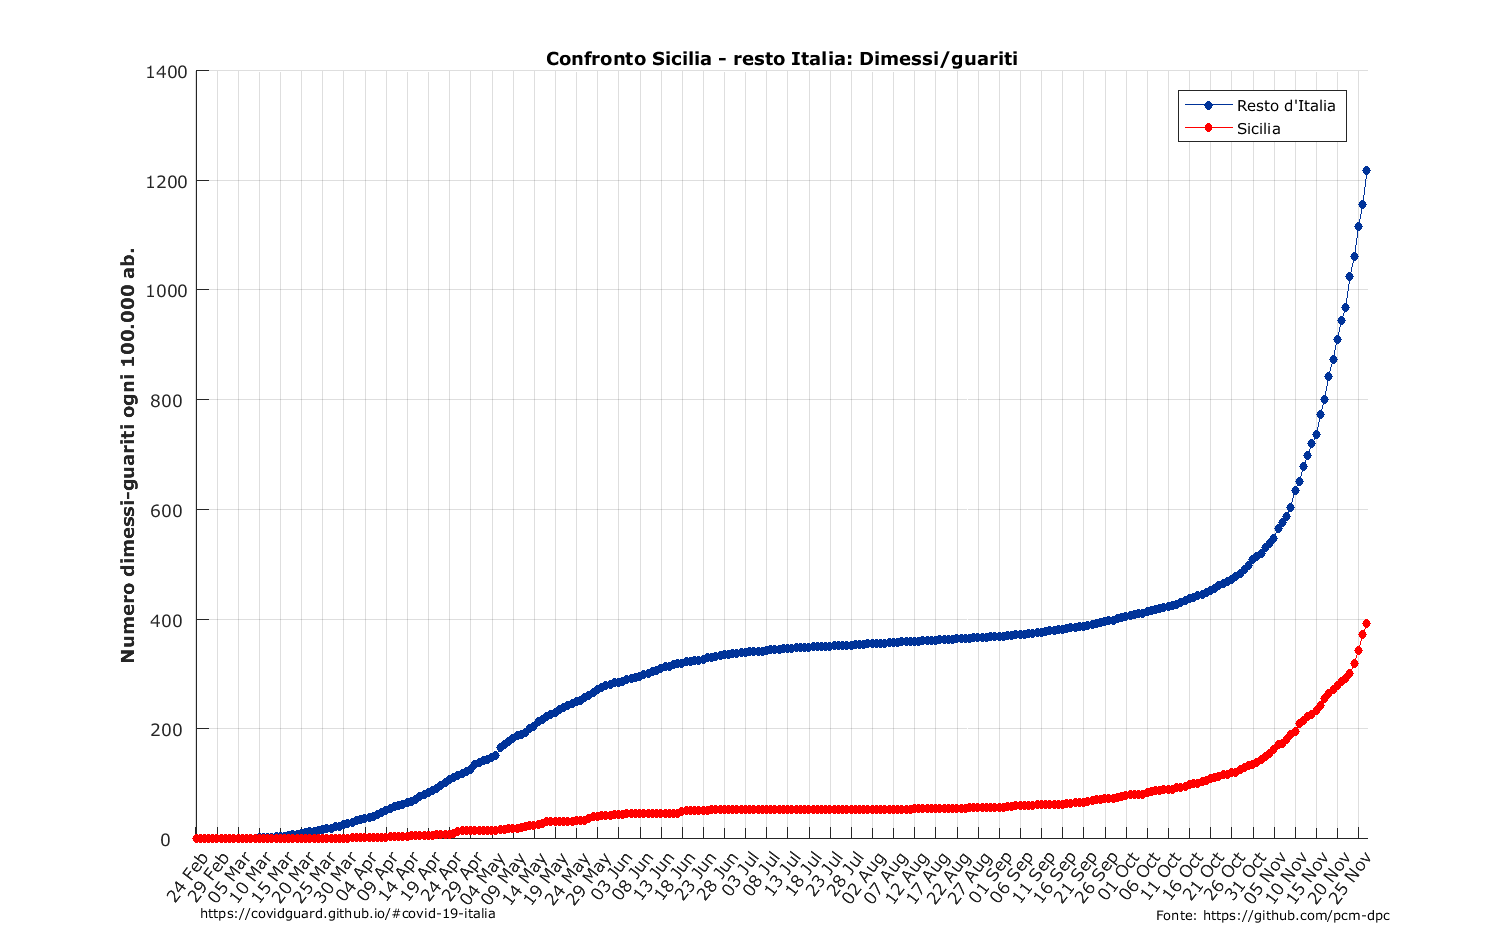 Confronto Sicilia - resto Italia: Dimessi/guariti
Resto d'Italia
Sicilia
Numero dimessi-guariti ogni 100.000 ab.
1400
1200
1000
800
600
400
200
0
24 Feb
29 Feb
05 Mar
10 Mar
15 Mar
20 Mar
25 Mar
30 Mar
04 Apr
09 Apr
14 Apr
19 Apr
24 Apr
29 Apr
04 May
09 May
14 May
19 May
24 May
29 May
03 Jun
08 Jun
13 Jun
18 Jun
23 Jun
28 Jun
03 Jul
08 Jul
13 Jul
18 Jul
23 Jul
28 Jul
02 Aug
07 Aug
12 Aug
17 Aug
22 Aug
27 Aug
01 Sep
06 Sep
11 Sep
16 Sep
21 Sep
26 Sep
01 Oct
06 Oct
11 Oct
16 Oct
21 Oct
26 Oct
31 Oct
05 Nov
10 Nov
15 Nov
20 Nov
25 Nov
https://covidguard.github.io/#covid-19-italia
Fonte: https://github.com/pcm-dpc